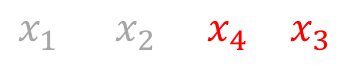 x₁ x₂ x₄ x₃